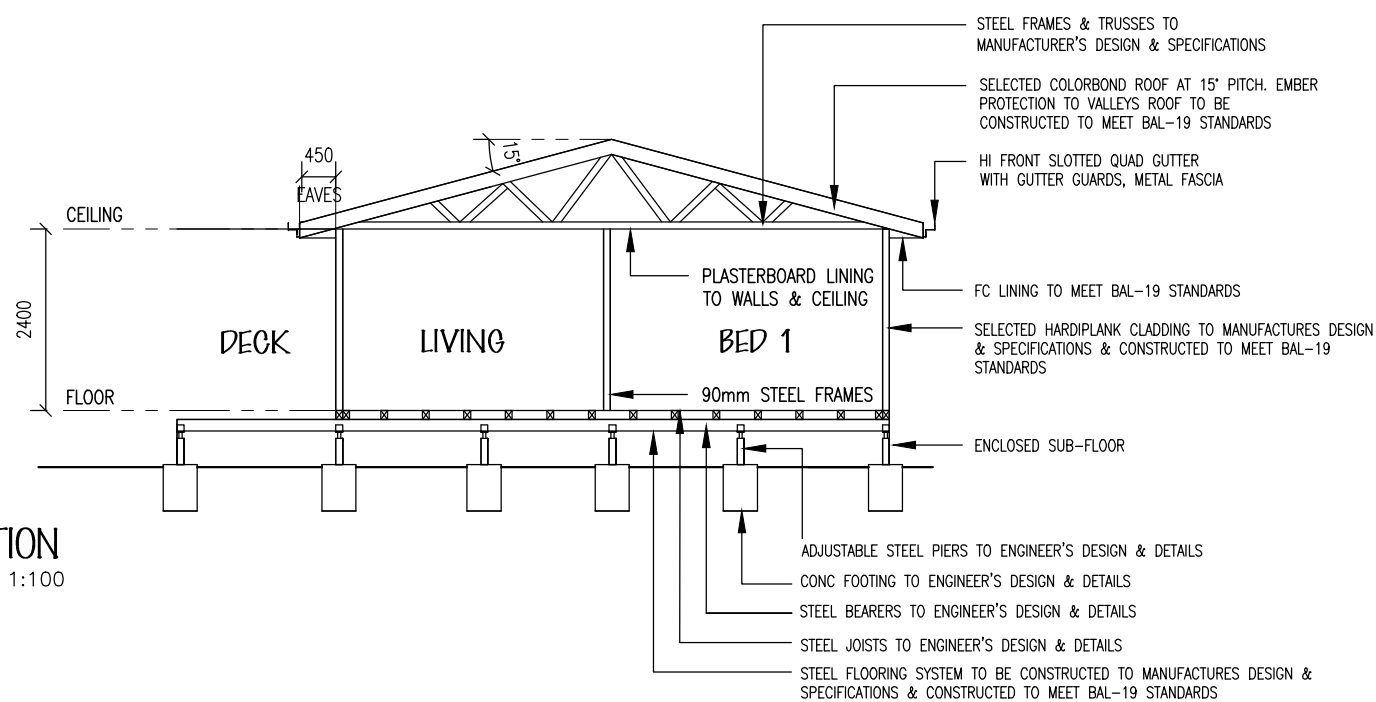 STEEL FRAMES & TRUSSES TO
MANUFACTURER'S DESIGN & SPECIFICATIONS
SELECTED COLORBOND ROOF AT 15° PITCH. EMBER
PROTECTION TO VALLEYS ROOF TO BE
CONSTRUCTED TO MEET BAL-19 STANDARDS
HI FRONT SLOTTED QUAD GUTTER
WITH GUTTER GUARDS, METAL FASCIA
450
EAVES
15°
CEILING
2400
PLASTERBOARD LINING
TO WALLS & CEILING
FC LINING TO MEET BAL-19 STANDARDS
SELECTED HARDIPLANK CLADDING TO MANUFACTURES DESIGN
& SPECIFICATIONS & CONSTRUCTED TO MEET BAL-19
STANDARDS
DECK
LIVING
BED 1
FLOOR
90mm STEEL FRAMES
ENCLOSED SUB-FLOOR
TION
1:100
ADJUSTABLE STEEL PIERS TO ENGINEER'S DESIGN & DETAILS
CONC FOOTING TO ENGINEER'S DESIGN & DETAILS
STEEL BEARERS TO ENGINEER'S DESIGN & DETAILS
STEEL JOISTS TO ENGINEER'S DESIGN & DETAILS
STEEL FLOORING SYSTEM TO BE CONSTRUCTED TO MANUFACTURES DESIGN &
SPECIFICATIONS & CONSTRUCTED TO MEET BAL-19 STANDARDS